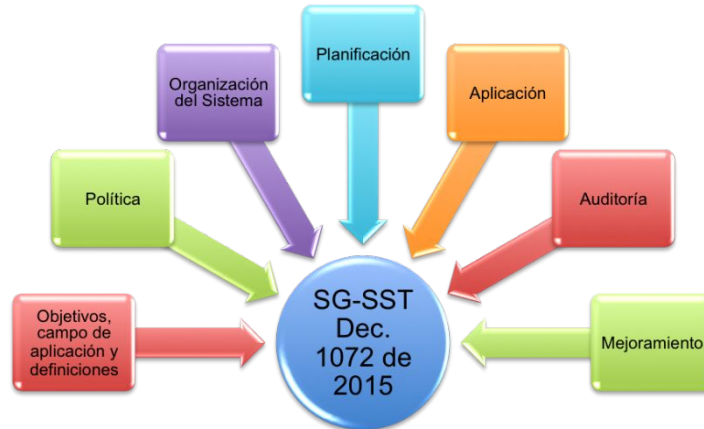 Objetivos,
campo de
aplicación y
definiciones
Política
Organización
del Sistema
Planificación
Aplicación
Auditoría
Mejoramiento
SG-SST
Dec.
1072 de
2015